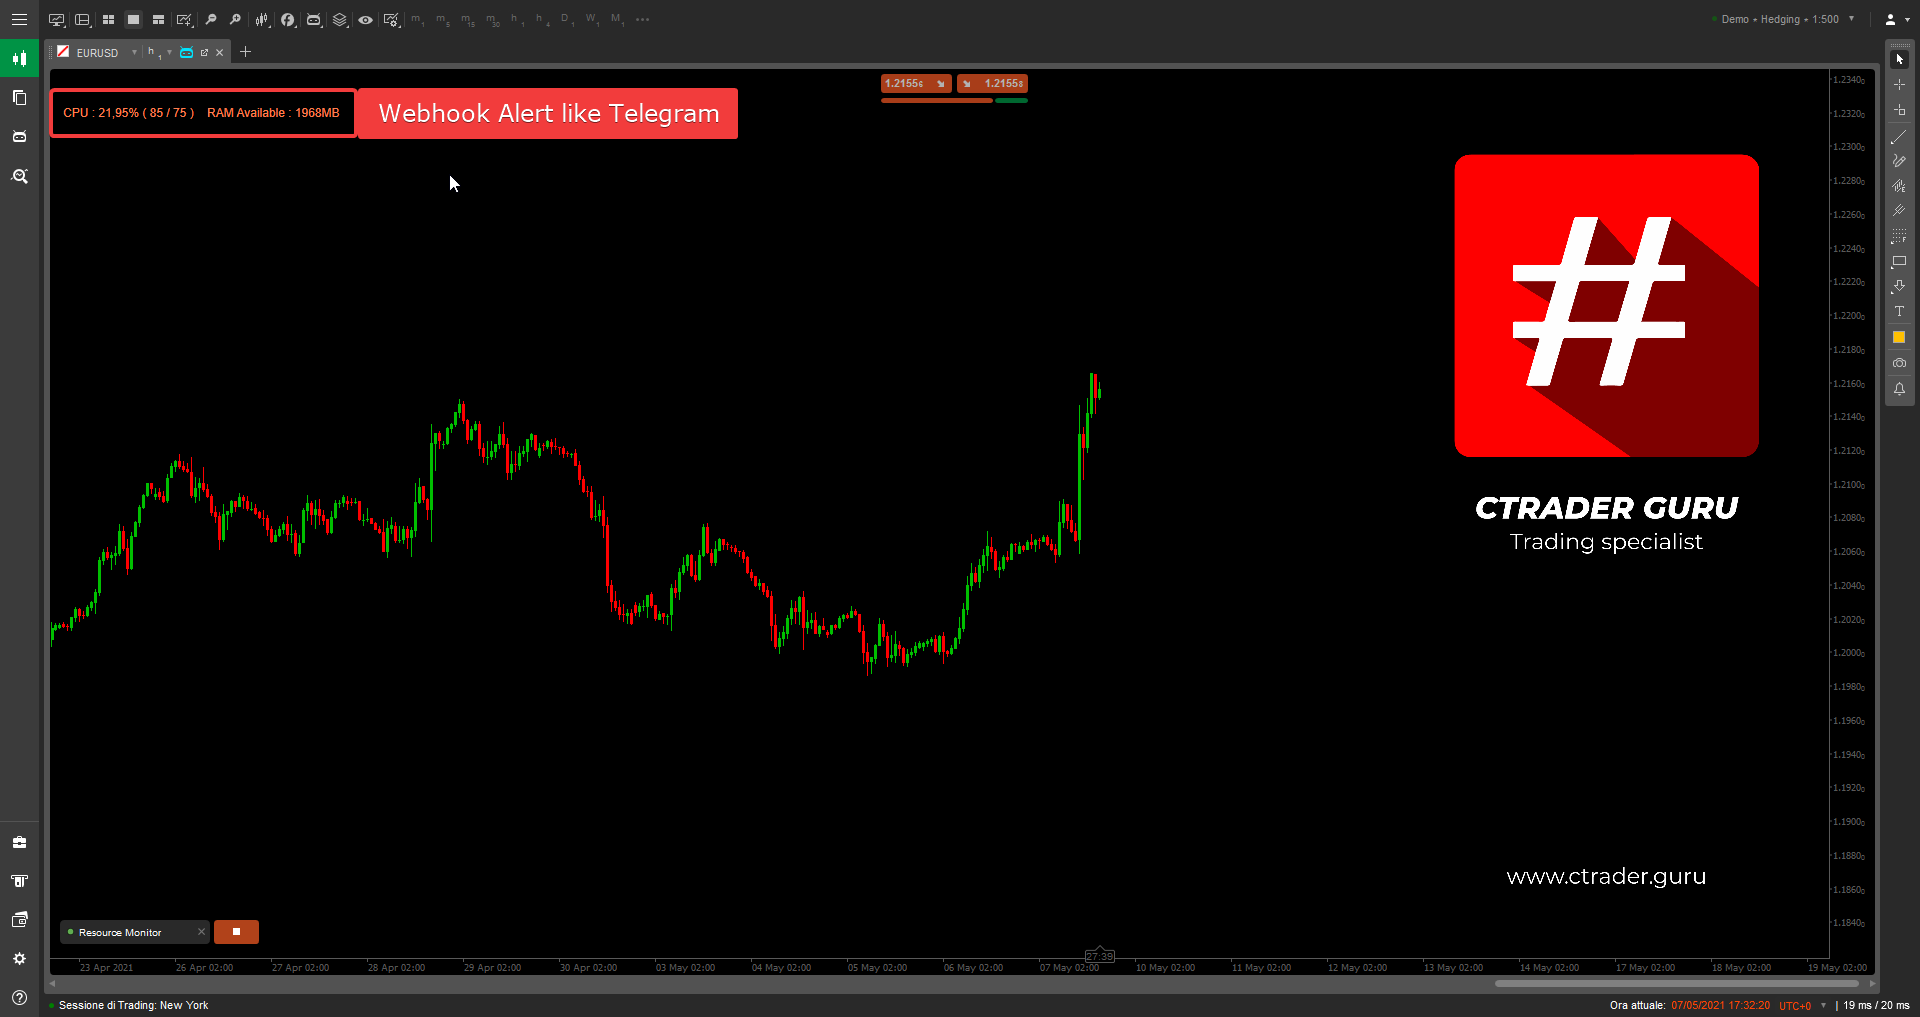 m1 m5 m15 m30 h1 h4 D1 W1 M1
Demo • Hedging • 1:500
EURUSD h1
1.21556 1.21558
CPU : 21,95% ( 85 / 75 ) RAM Available : 1968MB
Webhook Alert like Telegram
1.23400
1.23200
1.23000
1.22800
1.22600
1.22400
1.22200
1.22000
1.21800
1.21600
1.21400
1.21200
1.21000
1.20800
1.20600
1.20400
1.20200
1.20000
1.19800
1.19600
1.19400
1.19200
1.19000
1.18800
1.18600
1.18400
#
CTRADER GURU
Trading specialist
www.ctrader.guru
Resource Monitor
27:39
23 Apr 2021 26 Apr 02:00 27 Apr 02:00 28 Apr 02:00 29 Apr 02:00 30 Apr 02:00 03 May 02:00 04 May 02:00 05 May 02:00 06 May 02:00 07 May 02:00 10 May 02:00 11 May 02:00 12 May 02:00 13 May 02:00 14 May 02:00 17 May 02:00 18 May 02:00 19 May 02:00
Sessione di Trading: New York
Ora attuale: 07/05/2021 17:32:20 UTC+0 19 ms / 20 ms